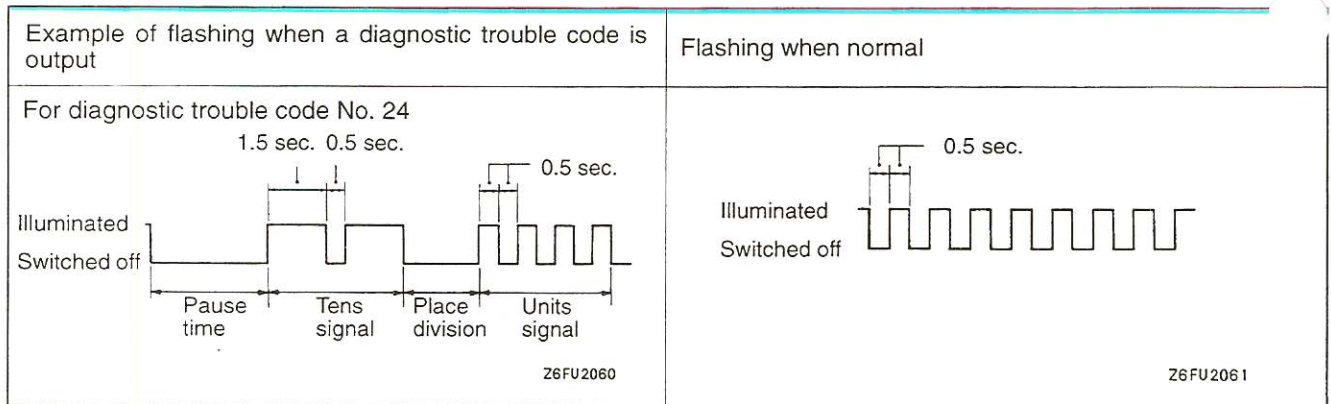 Example of flashing when a diagnostic trouble code is
output
Flashing when normal
For diagnostic trouble code No. 24
1.5 sec. 0.5 sec.
0.5 sec.
Illuminated
Switched off
Pause
time
Tens
signal
Place
division
Units
signal
Z6FU2060
0.5 sec.
Illuminated
Switched off
Z6FU2061